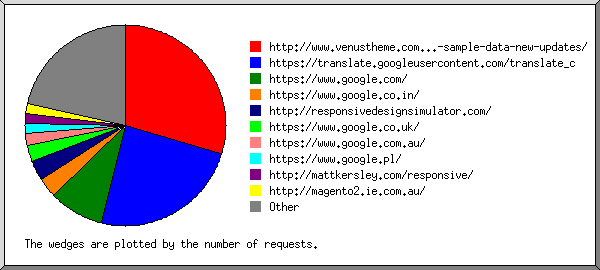 http://www.venustheme.com...-sample-data-new-updates/
https://translate.googleusercontent.com/translate_c
https://www.google.com/
https://www.google.co.in/
http://responsivedesignsimulator.com/
https://www.google.co.uk/
https://www.google.com.au/
https://www.google.pl/
http://mattkersley.com/responsive/
http://magento2.ie.com.au/
Other
The wedges are plotted by the number of requests.